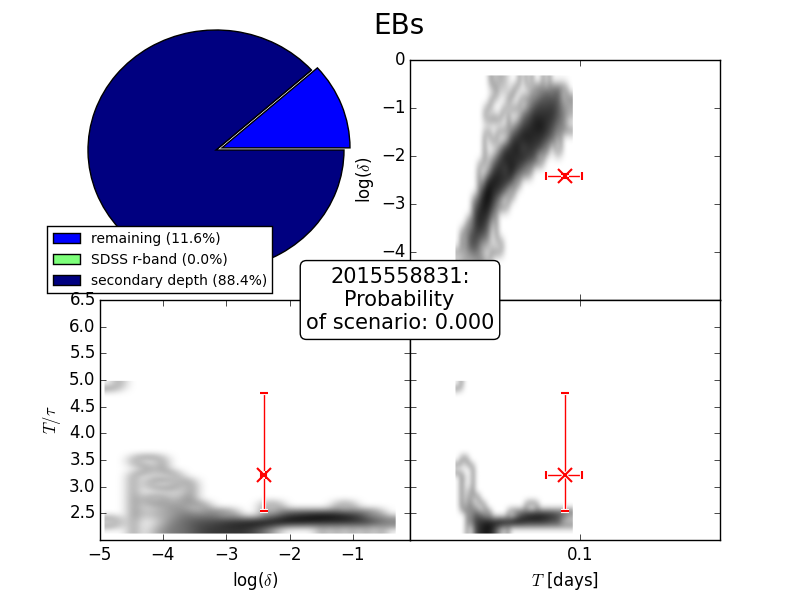 EBs
remaining (11.6%)
SDSS r-band (0.0%)
secondary depth (88.4%)
0
−1
−2
−3
−4
log(δ)
2015558831:
Probability
of scenario: 0.000
6.5
6.0
5.5
5.0
4.5
4.0
3.5
3.0
2.5
T/τ
−5 −4 −3 −2 −1
log(δ)
0.1
T [days]